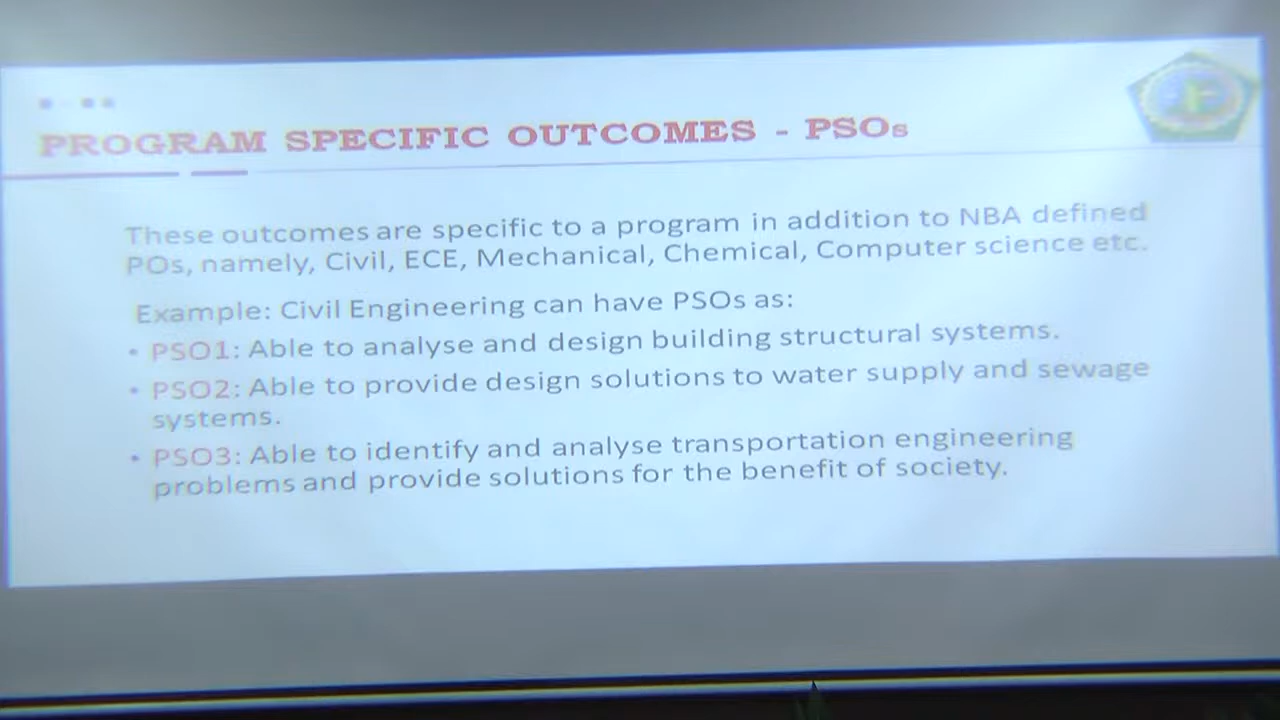 PROGRAM SPECIFIC OUTCOMES - PSOs
These outcomes are specific to a program in addition to NBA defined
POs, namely, Civil, ECE, Mechanical, Chemical, Computer science etc.
Example: Civil Engineering can have PSOs as:
• PSO1: Able to analyse and design building structural systems.
• PSO2: Able to provide design solutions to water supply and sewage
systems.
• PSO3: Able to identify and analyse transportation engineering
problems and provide solutions for the benefit of society.